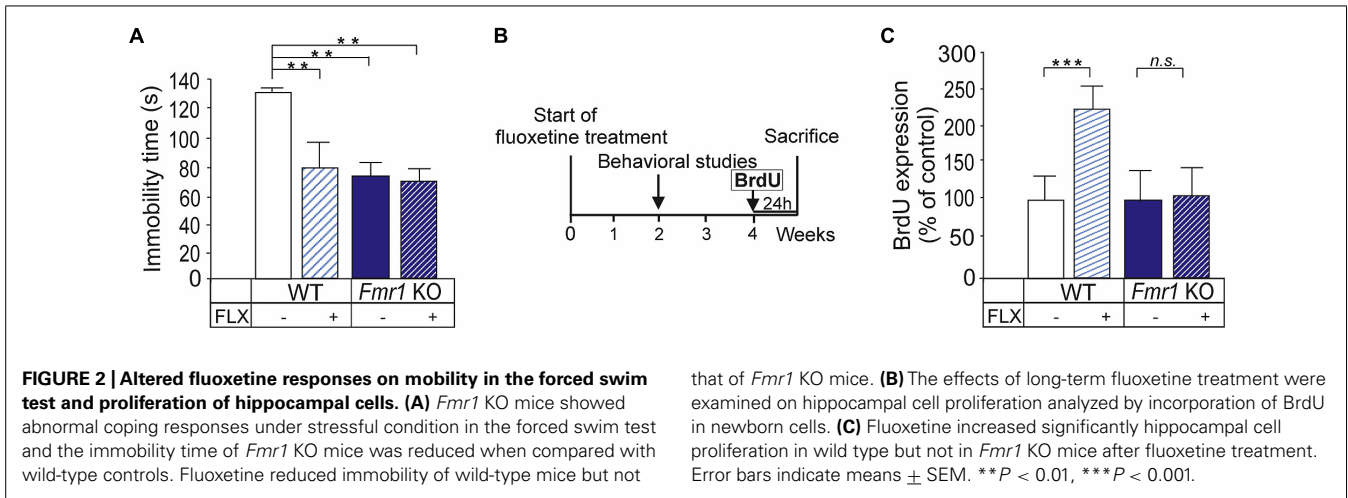 A
Immobility time (s)
140
120
100
80
60
40
20
0
**
**
**
WT
Fmr1 KO
FLX
-
+
-
+
B
Start of
fluoxetine treatment
Behavioral studies
Sacrifice
BrdU
24h
0 1 2 3 4 Weeks
C
BrdU expression
(% of control)
300
250
200
150
100
50
0
***
n.s.
WT
Fmr1 KO
FLX
-
+
-
+
FIGURE 2 | Altered fluoxetine responses on mobility in the forced swim
test and proliferation of hippocampal cells. (A) Fmr1 KO mice showed
abnormal coping responses under stressful condition in the forced swim test
and the immobility time of Fmr1 KO mice was reduced when compared with
wild-type controls. Fluoxetine reduced immobility of wild-type mice but not
that of Fmr1 KO mice. (B) The effects of long-term fluoxetine treatment were
examined on hippocampal cell proliferation analyzed by incorporation of BrdU
in newborn cells. (C) Fluoxetine increased significantly hippocampal cell
proliferation in wild type but not in Fmr1 KO mice after fluoxetine treatment.
Error bars indicate means ± SEM. **P < 0.01, ***P < 0.001.